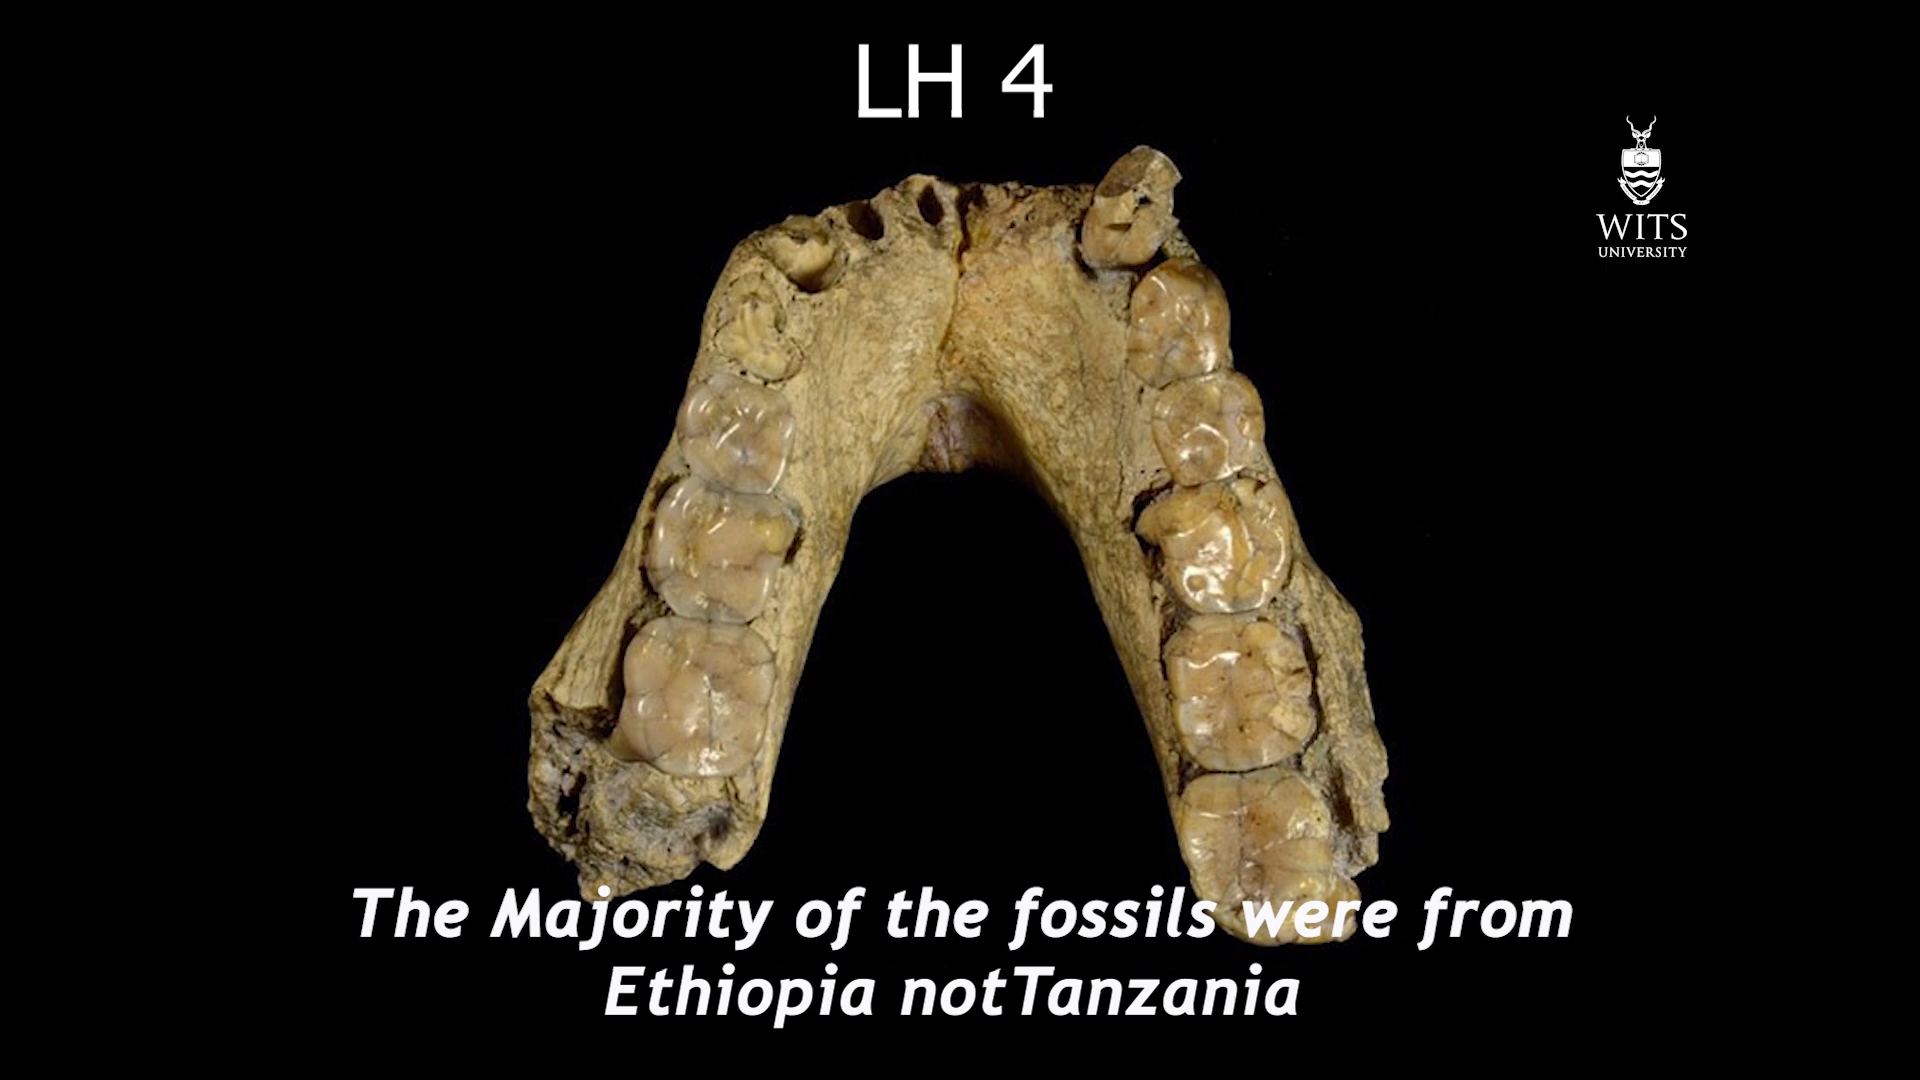 LH 4
WITS
UNIVERSITY
The Majority of the fossils were from
Ethiopia notTanzania